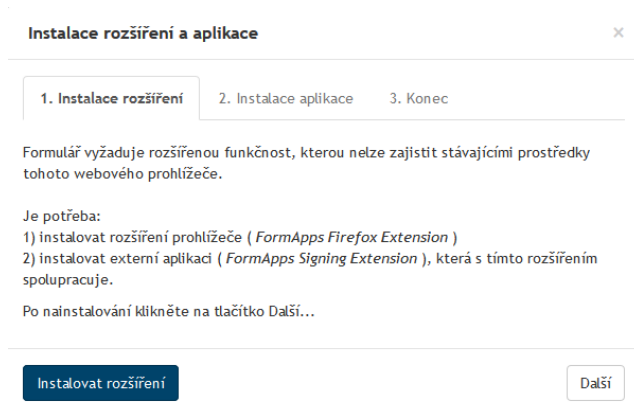 Instalace rozšíření a aplikace
×
1. Instalace rozšíření
2. Instalace aplikace
3. Konec
Formulář vyžaduje rozšířenou funkčnost, kterou nelze zajistit stávajícími prostředky
tohoto webového prohlížeče.
Je potřeba:
1) instalovat rozšíření prohlížeče ( FormApps Firefox Extension )
2) instalovat externí aplikaci ( FormApps Signing Extension ), která s tímto rozšířením
spolupracuje.
Po nainstalování klikněte na tlačítko Další...
Instalovat rozšíření
Další